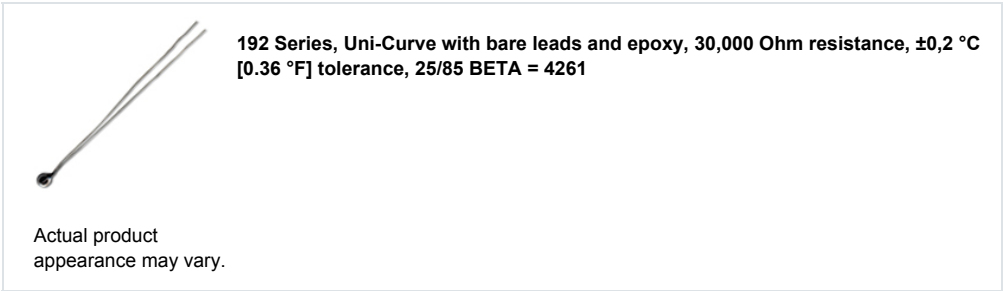 192 Series, Uni-Curve with bare leads and epoxy, 30,000 Ohm resistance, ±0,2 °C
[0.36 °F] tolerance, 25/85 BETA = 4261
Actual product
appearance may vary.